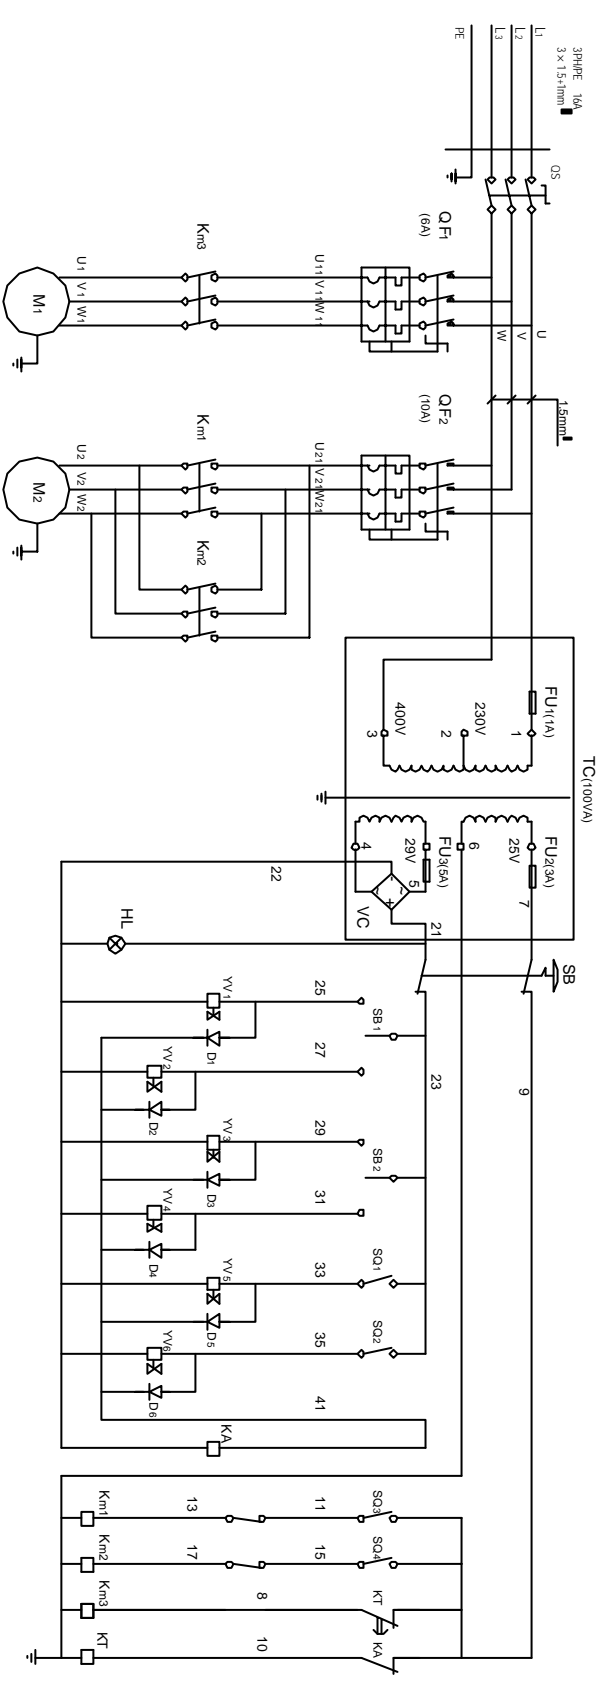 L1
L2
L3
PE
3PH/PE 16A
3×1.5+1mm
QS
QF1
(6A)
Km3
U11 V11 W11
U1 V1 W1
M1
U
V
W
1.5mm
QF2
(10A)
Km1
U21 V21 W21
U2 V2 W2
M2
Km2
TC(100VA)
FU1(1A)
1
230V
2
400V
3
FU2(3A)
25V
7
6
FU3(5A)
29V
4
5
~
~
-
+
VC
21
22
HL
SB
9
23
SB1
25
YV1
D1
27
YV2
D2
SB2
29
YV3
D3
31
YV4
D4
SQ1
33
YV5
D5
SQ2
35
YV6
D6
41
KA
SQ3
11
13
Km1
SQ4
15
17
Km2
KT
8
Km3
KA
10
KT